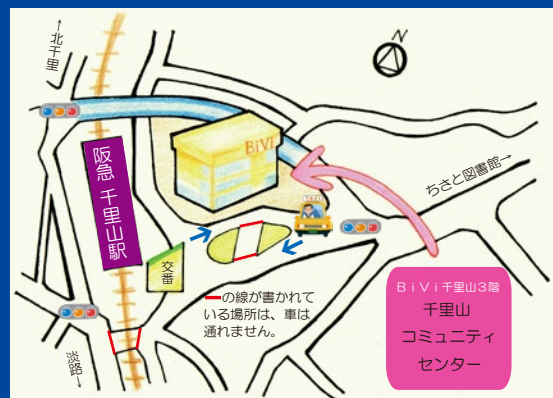 ←北千里
N
BiVi
阪急 千里山駅
ちさと図書館→
TAXI
交番
ーの線が書かれて
いる場所は、車は
通れません。
淡路→
BiVi千里山3階
千里山
コミュニティ
センター